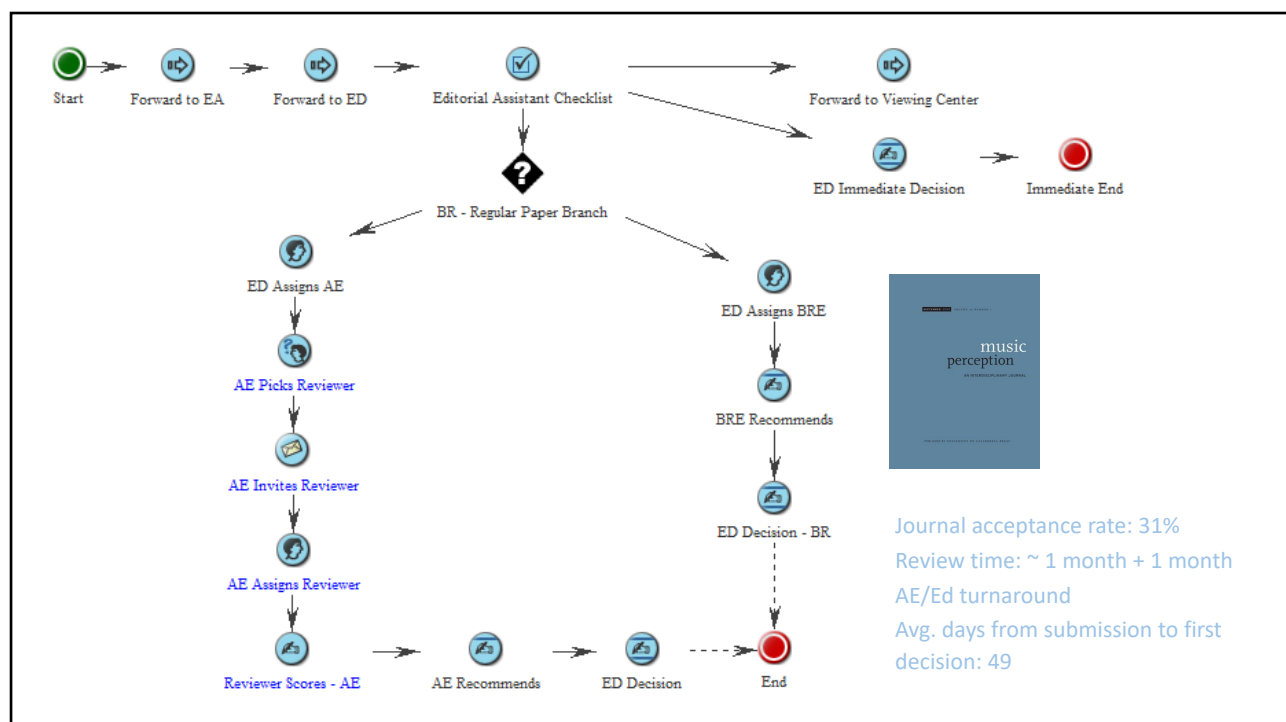 Start
Forward to EA
Forward to ED
Editorial Assistant Checklist
Forward to Viewing Center
ED Immediate Decision
Immediate End
?
BR - Regular Paper Branch
ED Assigns AE
AE Picks Reviewer
AE Invites Reviewer
AE Assigns Reviewer
Reviewer Scores - AE
AE Recommends
ED Decision
End
ED Assigns BRE
BRE Recommends
ED Decision - BR
music
perception
AN INTERDISCIPLINARY JOURNAL
Journal acceptance rate: 31%
Review time: ~ 1 month + 1 month
AE/Ed turnaround
Avg. days from submission to first
decision: 49